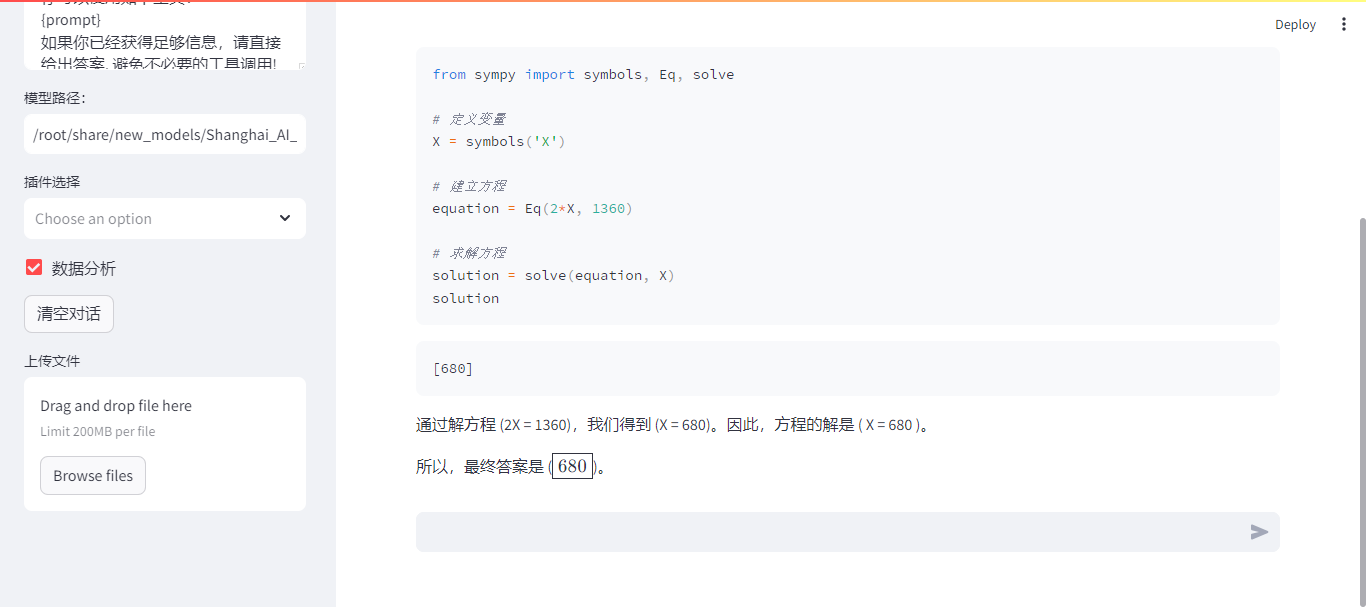 {prompt}
如果你已经获得足够信息，请直接
给出答案. 避免不必要的工具调用!
模型路径：
/root/share/new_models/Shanghai_AI_
插件选择
Choose an option
数据分析
清空对话
上传文件
Drag and drop file here
Limit 200MB per file
Browse files
Deploy
from sympy import symbols, Eq, solve
# 定义变量
X = symbols('X')
# 建立方程
equation = Eq(2*X, 1360)
# 求解方程
solution = solve(equation, X)
solution
[680]
通过解方程 (2X = 1360)，我们得到 (X = 680)。因此，方程的解是 ( X = 680 )。
所以，最终答案是 (680)。